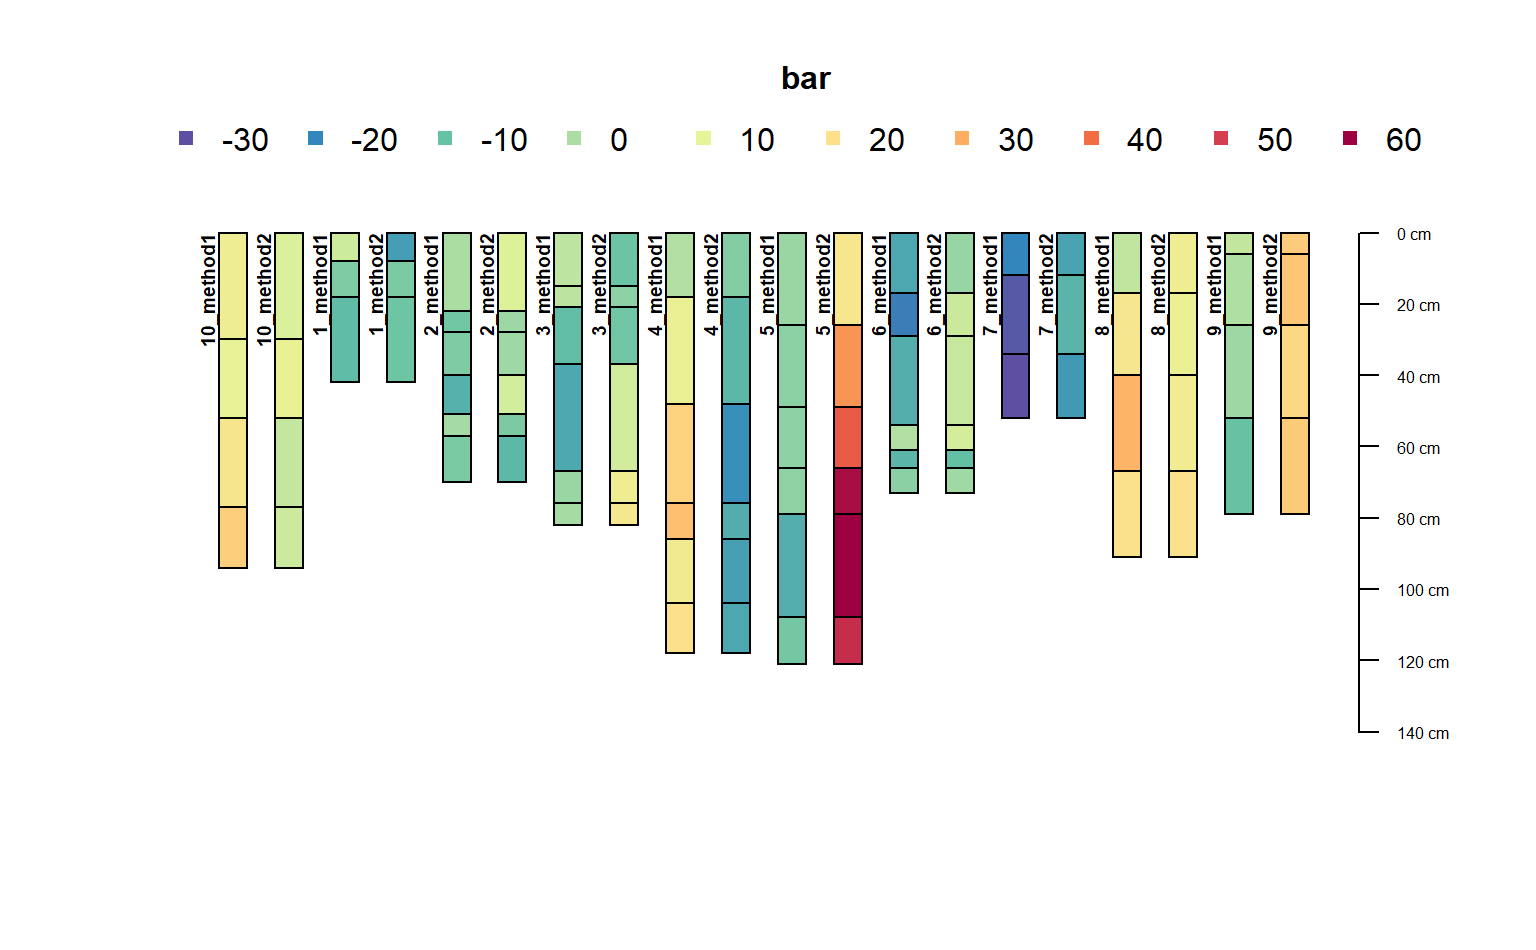 bar
-30 -20 -10 0 10 20 30 40 50 60
10_method1
10_method2
1_method1
1_method2
2_method1
2_method2
3_method1
3_method2
4_method1
4_method2
5_method1
5_method2
6_method1
6_method2
7_method1
7_method2
8_method1
8_method2
9_method1
9_method2
0 cm
20 cm
40 cm
60 cm
80 cm
100 cm
120 cm
140 cm